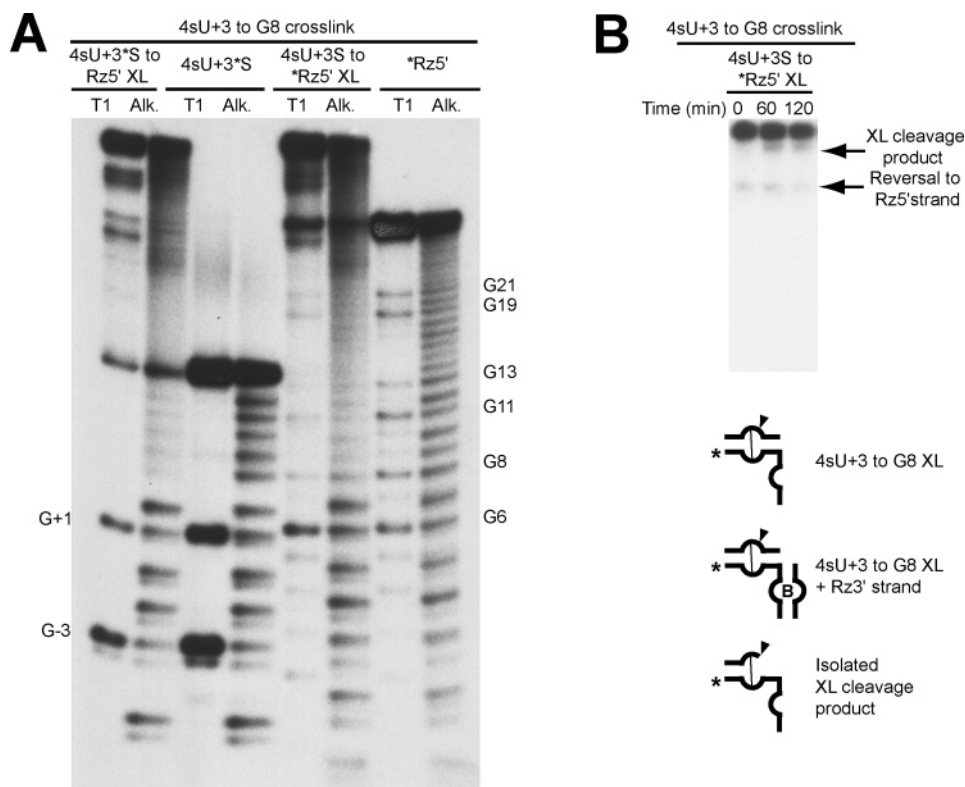 A
4sU+3 to G8 crosslink
4sU+3*S to Rz5' XL
4sU+3*S
4sU+3S to *Rz5' XL
*Rz5'
T1 Alk. T1 Alk. T1 Alk. T1 Alk.
G+1
G-3
G21
G19
G13
G11
G8
G6
B
4sU+3 to G8 crosslink
4sU+3S to
*Rz5' XL
Time (min) 0 60 120
XL cleavage
product
Reversal to
Rz5'strand
* 4sU+3 to G8 XL
4sU+3 to G8 XL
* B + Rz3' strand
Isolated
* XL cleavage
product